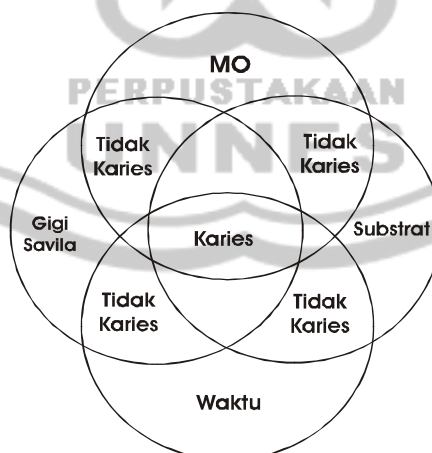 MO
PERPUSTAKAAN
UNNES
Tidak
Karies
Tidak
Karies
Gigi
Savila
Karies
Substrat
Tidak
Karies
Tidak
Karies
Waktu